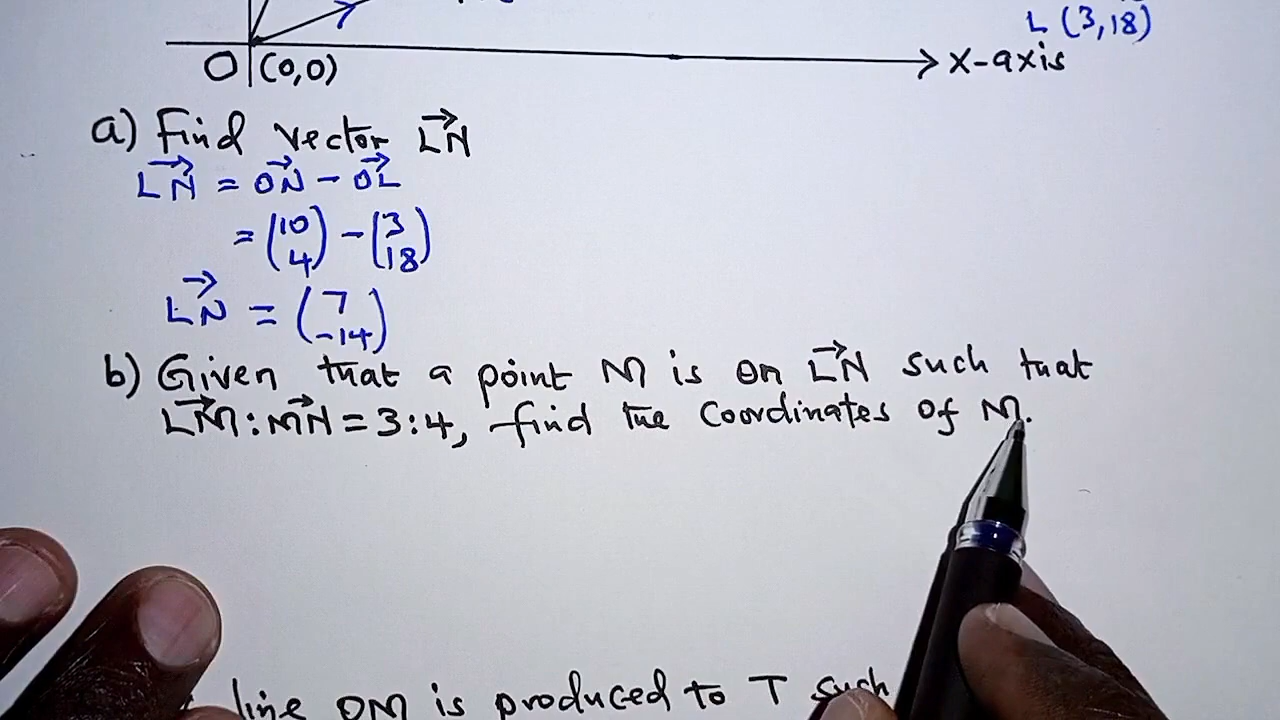 L (3,18)
O (0,0) X-axis
a) Find vector LN
LN = ON - OL
= (10 4) - (3 18)
LN = (7 -14)
b) Given that a point M is on LN such that
LM : MN = 3:4, find the coordinates of M.
line OM is produced to T such